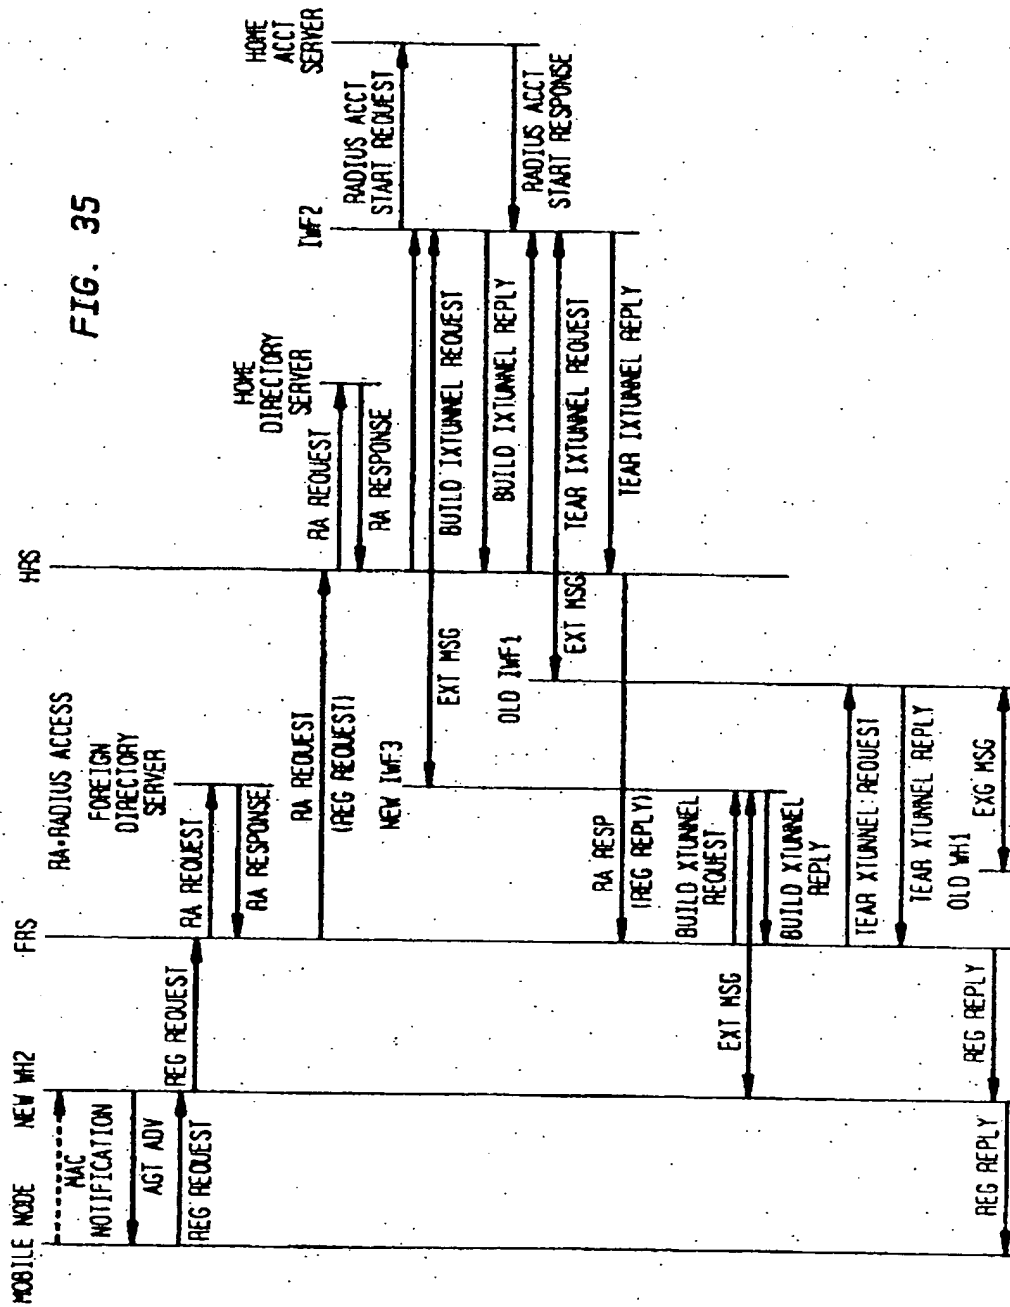 FIG. 35
MOBILE NODE
NEW WH2
FRS
RA=RADIUS ACCESS
FOREIGN
DIRECTORY
SERVER
HRS
HOME
DIRECTORY
SERVER
IWF2
HOME
ACCT
SERVER
MAC
NOTIFICATION
AGT ADV
REG REQUEST
REG REQUEST
RA REQUEST
RA RESPONSE
RA REQUEST
(REG REQUEST)
RA REQUEST
RA RESPONSE
RADIUS ACCT
START REQUEST
NEW IWF3
EXT MSG
BUILD IXTUNNEL REQUEST
BUILD IXTUNNEL REPLY
RADIUS ACCT
START RESPONSE
OLD IWF1
EXT MSG
TEAR IXTUNNEL REQUEST
TEAR IXTUNNEL REPLY
RA RESP
(REG REPLY)
BUILD XTUNNEL
REQUEST
EXT MSG
BUILD XTUNNEL
REPLY
TEAR XTUNNEL REQUEST
TEAR XTUNNEL REPLY
OLD WH1
EXG MSG
REG REPLY
REG REPLY